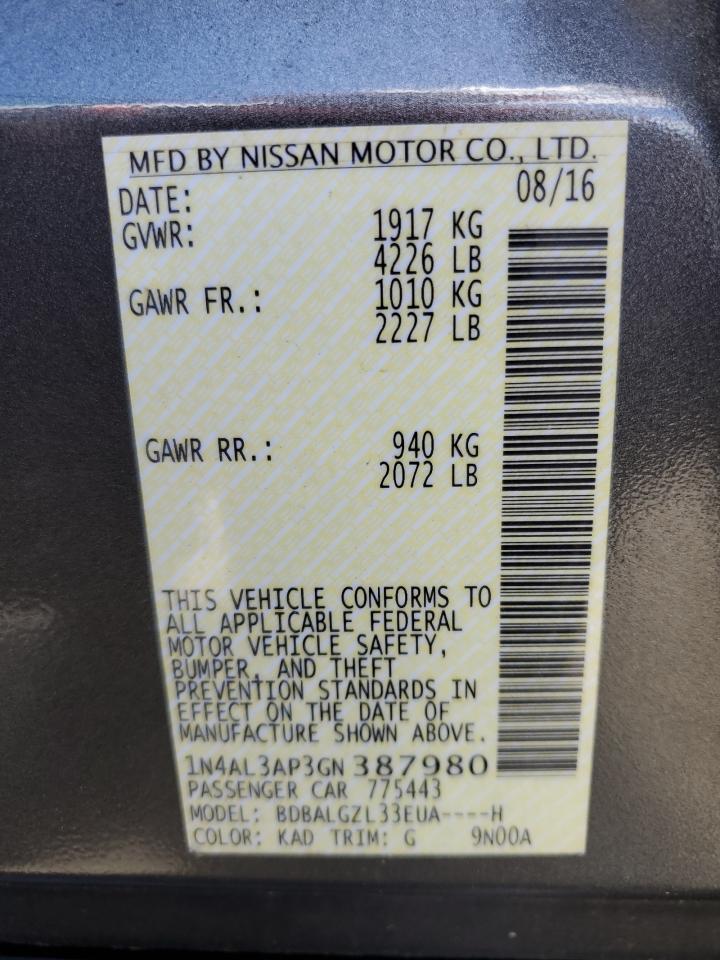 MFD BY NISSAN MOTOR CO., LTD.
DATE: 08/16
GVWR: 1917 KG
4226 LB
GAWR FR.: 1010 KG
2227 LB
GAWR RR.: 940 KG
2072 LB
THIS VEHICLE CONFORMS TO
ALL APPLICABLE FEDERAL
MOTOR VEHICLE SAFETY,
BUMPER, AND THEFT
PREVENTION STANDARDS IN
EFFECT ON THE DATE OF
MANUFACTURE SHOWN ABOVE.
1N4AL3AP3GN387980
PASSENGER CAR 775443
MODEL: BDBALGZL33EUA----H
COLOR: KAD TRIM: G 9N00A